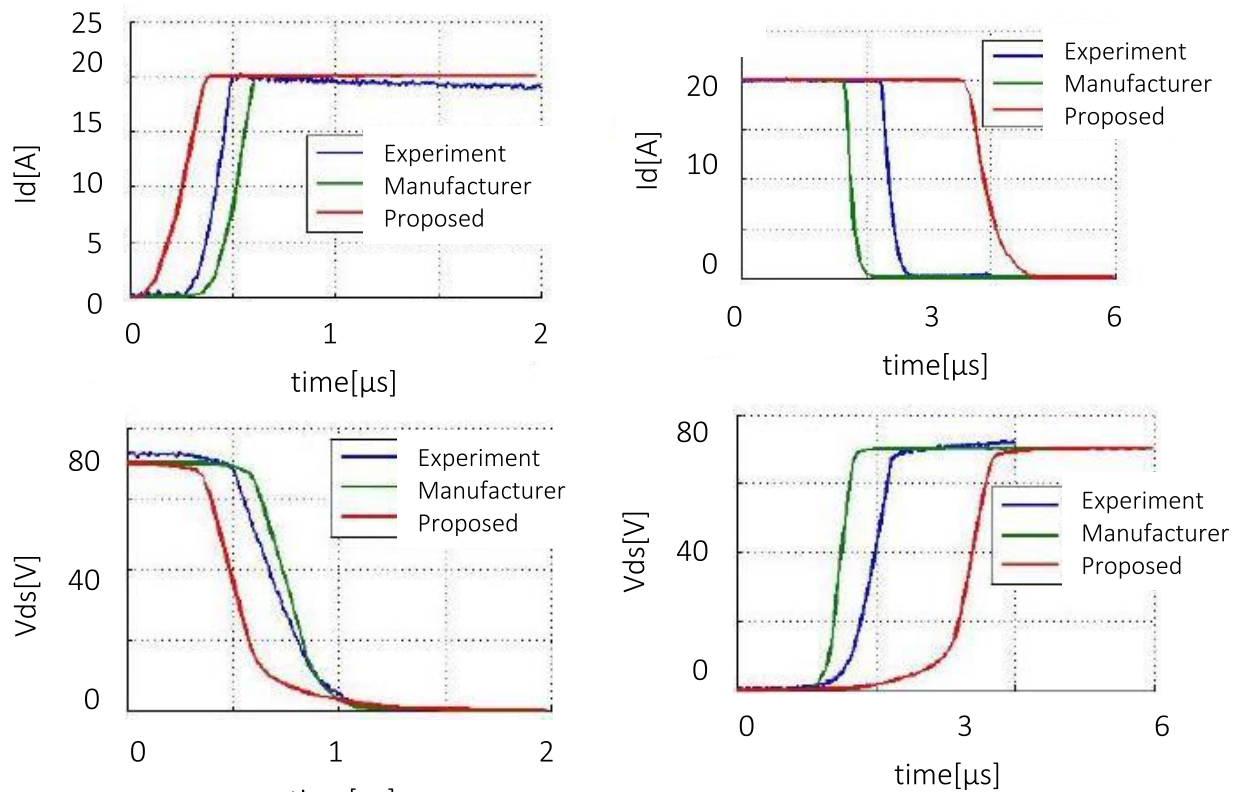 25
20
15
10
5
0
Id[A]
Experiment
Manufacturer
Proposed
0 1 2
time[µs]
20
10
0
Id[A]
Experiment
Manufacturer
Proposed
0 3 6
time[µs]
80
40
0
Vds[V]
Experiment
Manufacturer
Proposed
0 1 2
80
40
0
Vds[V]
Experiment
Manufacturer
Proposed
0 3 6
time[µs]